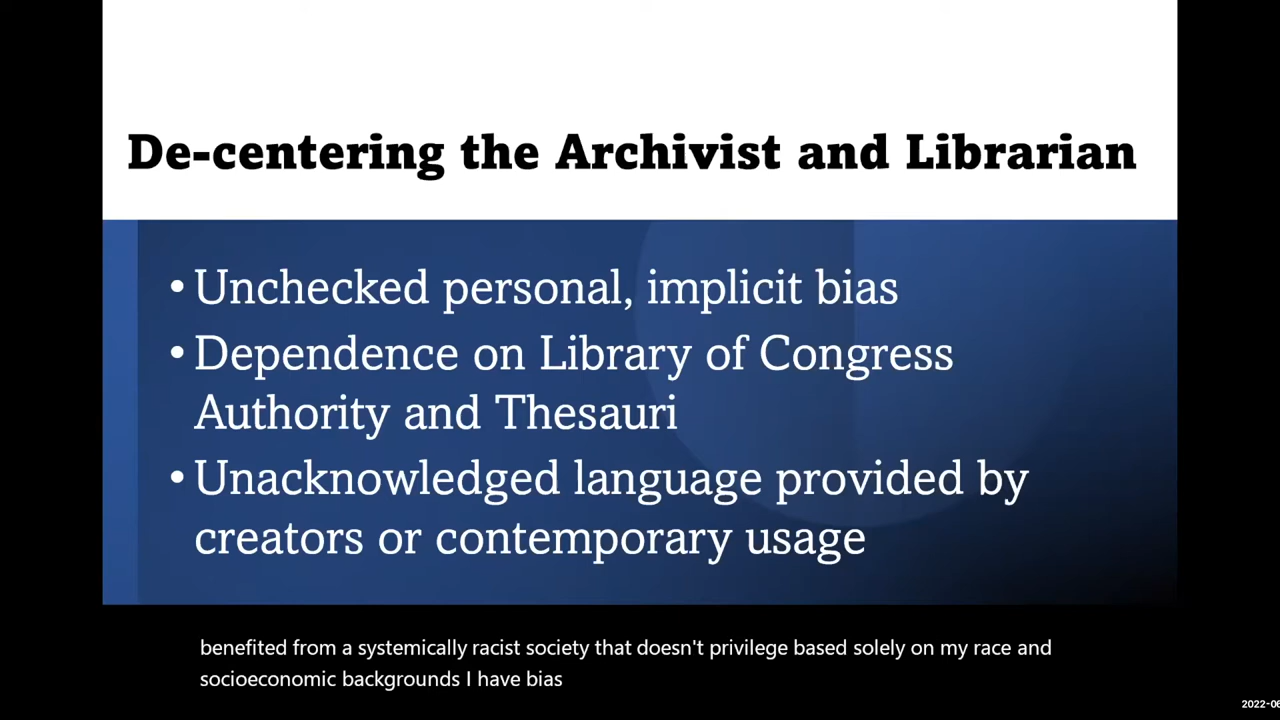 De-centering the Archivist and Librarian
• Unchecked personal, implicit bias
• Dependence on Library of Congress
Authority and Thesauri
• Unacknowledged language provided by
creators or contemporary usage
benefited from a systemically racist society that doesn't privilege based solely on my race and
socioeconomic backgrounds I have bias
2022-06